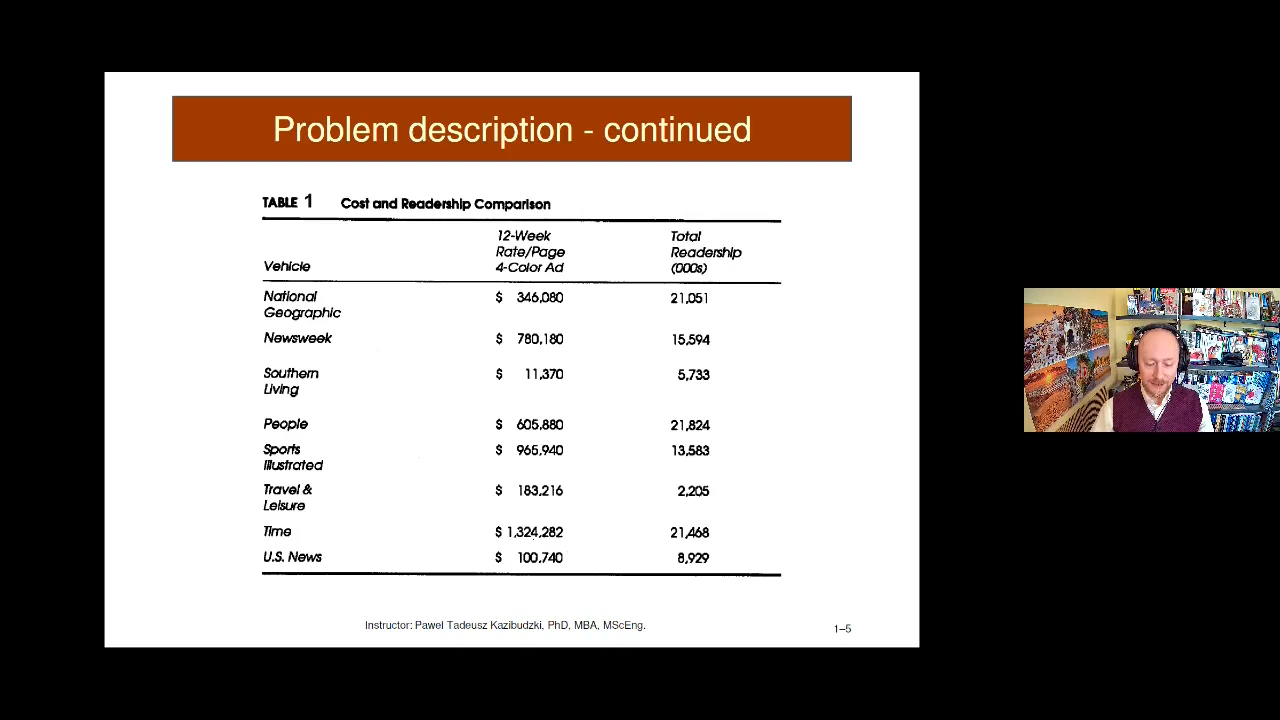 Problem description - continued
TABLE 1 Cost and Readership Comparison
Vehicle 12-Week Rate/Page 4-Color Ad Total Readership (000s)
National Geographic $ 346,080 21,051
Newsweek $ 780,180 15,594
Southern Living $ 11,370 5,733
People $ 605,880 21,824
Sports Illustrated $ 965,940 13,583
Travel & Leisure $ 183,216 2,205
Time $ 1,324,282 21,468
U.S. News $ 100,740 8,929
Instructor: Pawel Tadeusz Kazibudzki, PhD, MBA, MScEng.
1–5